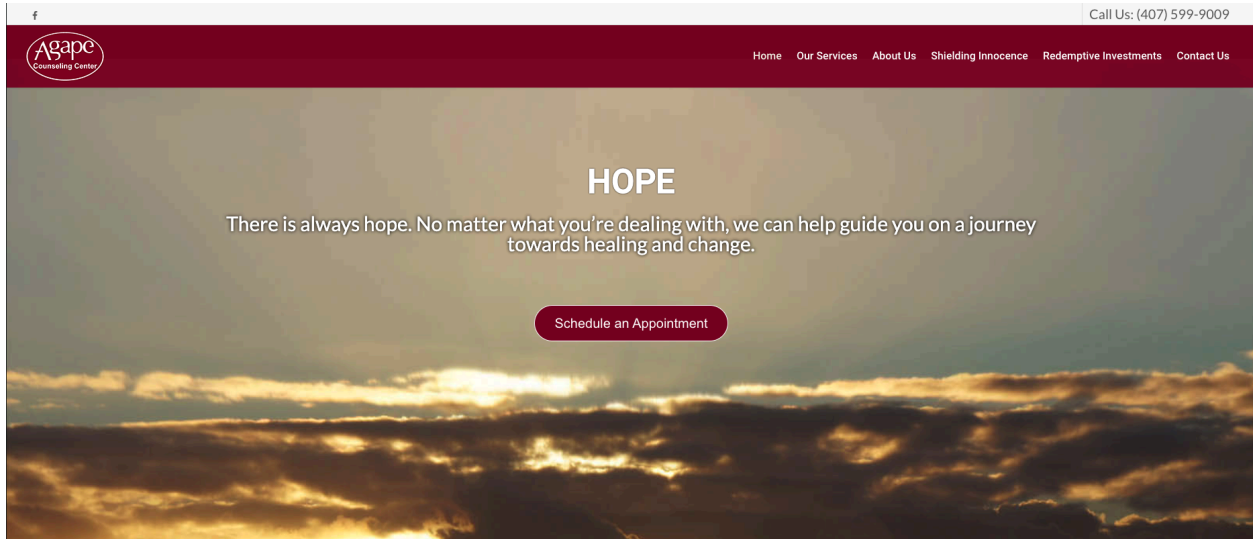 f
Call Us: (407) 599-9009
Agape
Counseling Center
Home Our Services About Us Shielding Innocence Redemptive Investments Contact Us
HOPE
There is always hope. No matter what you’re dealing with, we can help guide you on a journey
towards healing and change.
Schedule an Appointment